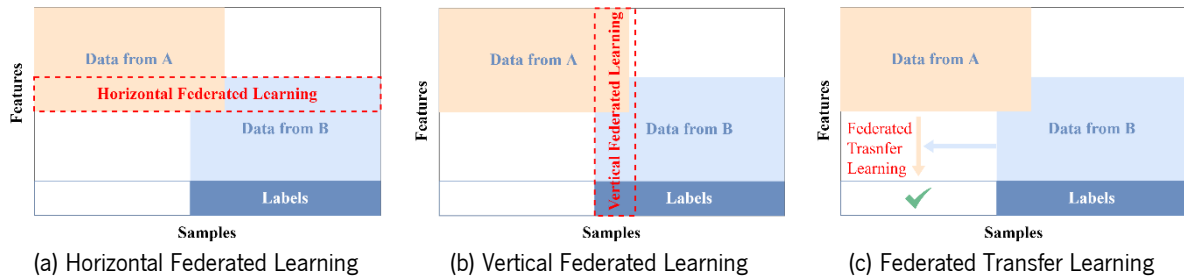 Features
Data from A
Horizontal Federated Learning
Data from B
Labels
Samples
(a) Horizontal Federated Learning
Features
Data from A
Vertical Federated Learning
Data from B
Labels
Samples
(b) Vertical Federated Learning
Features
Data from A
Federated
Trasnfer
Learning
Data from B
Labels
Samples
(c) Federated Transfer Learning